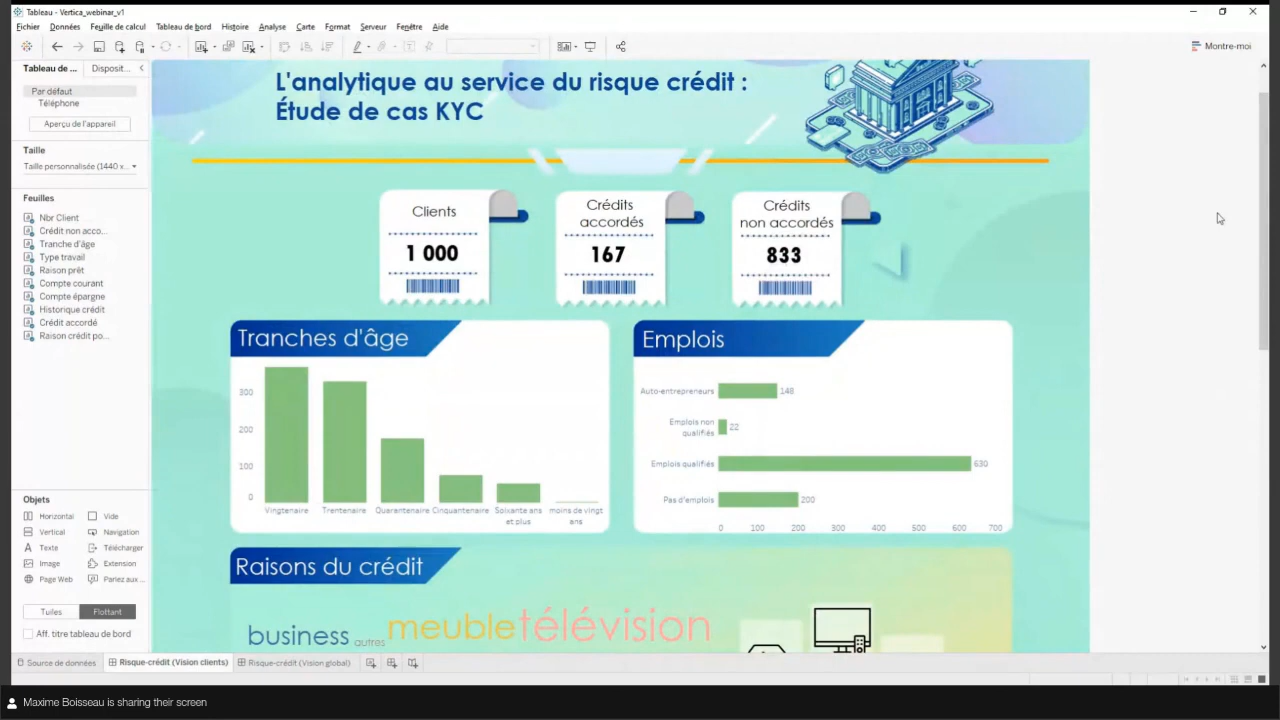 Tableau - Vertica_webinar_v1
Fichier Données Feuille de calcul Tableau de bord Histoire Analyse Carte Format Serveur Fenêtre Aide
Montre-moi
Tableau de ... Disposit...
Par défaut
Téléphone
Aperçu de l'appareil
Taille
Taille personnalisée (1440 x...
Feuilles
Nbr Client
Crédit non acco...
Tranche d'âge
Type travail
Raison prêt
Compte courant
Compte épargne
Historique crédit
Crédit accordé
Raison crédit po...
Objets
Horizontal Vide
Vertical Navigation
Texte Télécharger
Image Extension
Page Web Parlez aux ...
Tuiles Flottant
Aff. titre tableau de bord
L'analytique au service du risque crédit :
Étude de cas KYC
Clients
1 000
Crédits
accordés
167
Crédits
non accordés
833
Tranches d'âge
300
200
100
0
Vingtenaire Trentenaire Quarantenaire Cinquantenaire Soixante ans
et plus
moins de vingt
ans
Emplois
Auto-entrepreneurs 148
Emplois non
qualifiés
22
Emplois qualifiés 630
Pas d'emplois 200
0 100 200 300 400 500 600 700
Raisons du crédit
business autres meuble télévision
Source de données Risque-crédit (Vision clients) Risque-crédit (Vision global)
Maxime Boisseau is sharing their screen